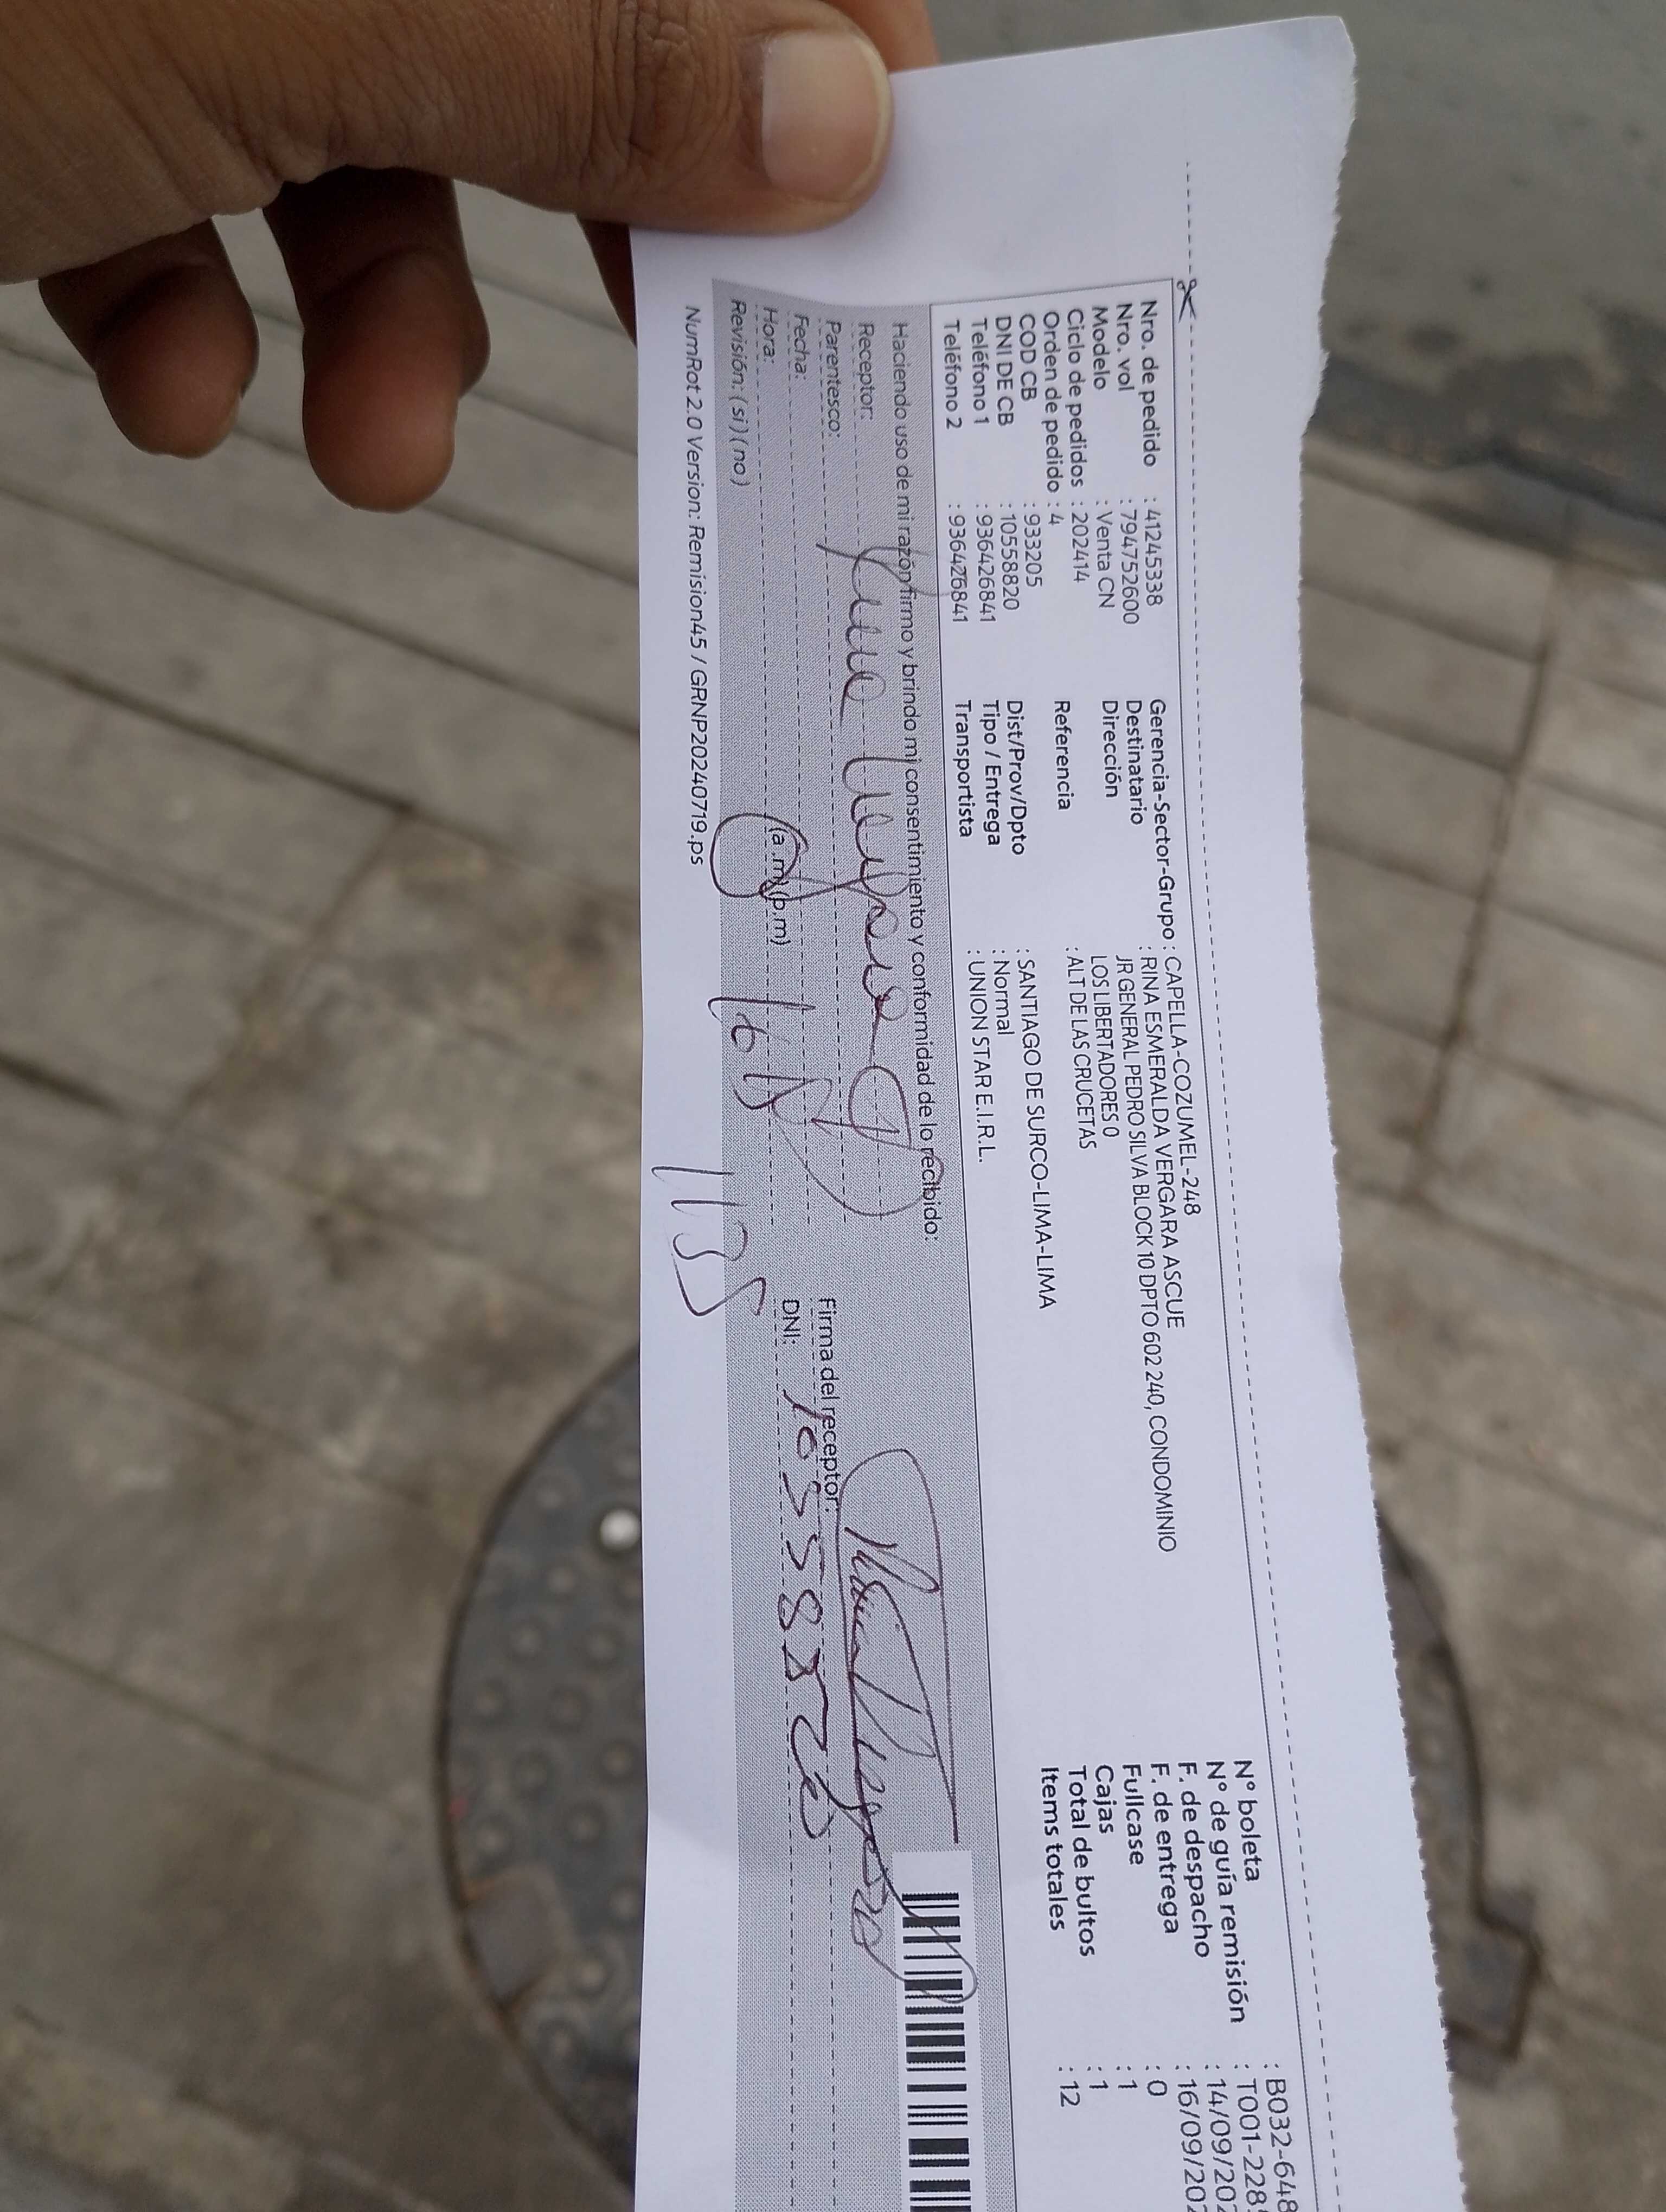 Nro. de pedido : 41245338
Nro. vol : 794752600
Modelo : Venta CN
Ciclo de pedidos : 202414
Orden de pedido : 4
COD CB : 933205
DNI DE CB : 10558820
Teléfono 1 : 936426841
Teléfono 2 : 936426841
Gerencia-Sector-Grupo : CAPELLA-COZUMEL-248
Destinatario : RINA ESMERALDA VERGARA ASCUE
Dirección JR GENERAL PEDRO SILVA BLOCK 10 DPTO 602 240, CONDOMINIO
LOS LIBERTADORES 0
Referencia : ALT DE LAS CRUCETAS
Dist/Prov/Dpto : SANTIAGO DE SURCO-LIMA-LIMA
Tipo / Entrega : Normal
Transportista : UNION STAR E.I.R.L.
N° boleta : B032-648
N° de guía remisión : T001-228
F. de despacho : 14/09/202
F. de entrega : 16/09/202
Fullcase : 0
Cajas : 1
Total de bultos : 1
Items totales : 12
Haciendo uso de mi razón firmo y brindo mi consentimiento y conformidad de lo recibido:
Receptor:
Parentesco:
Fecha:
Hora: (a.m) (p.m)
Revisión: (si) (no) 1135
Firma del receptor:
DNI: 10558820
NumRot 2.0 Version: Remision45 / GRNP20240719.ps